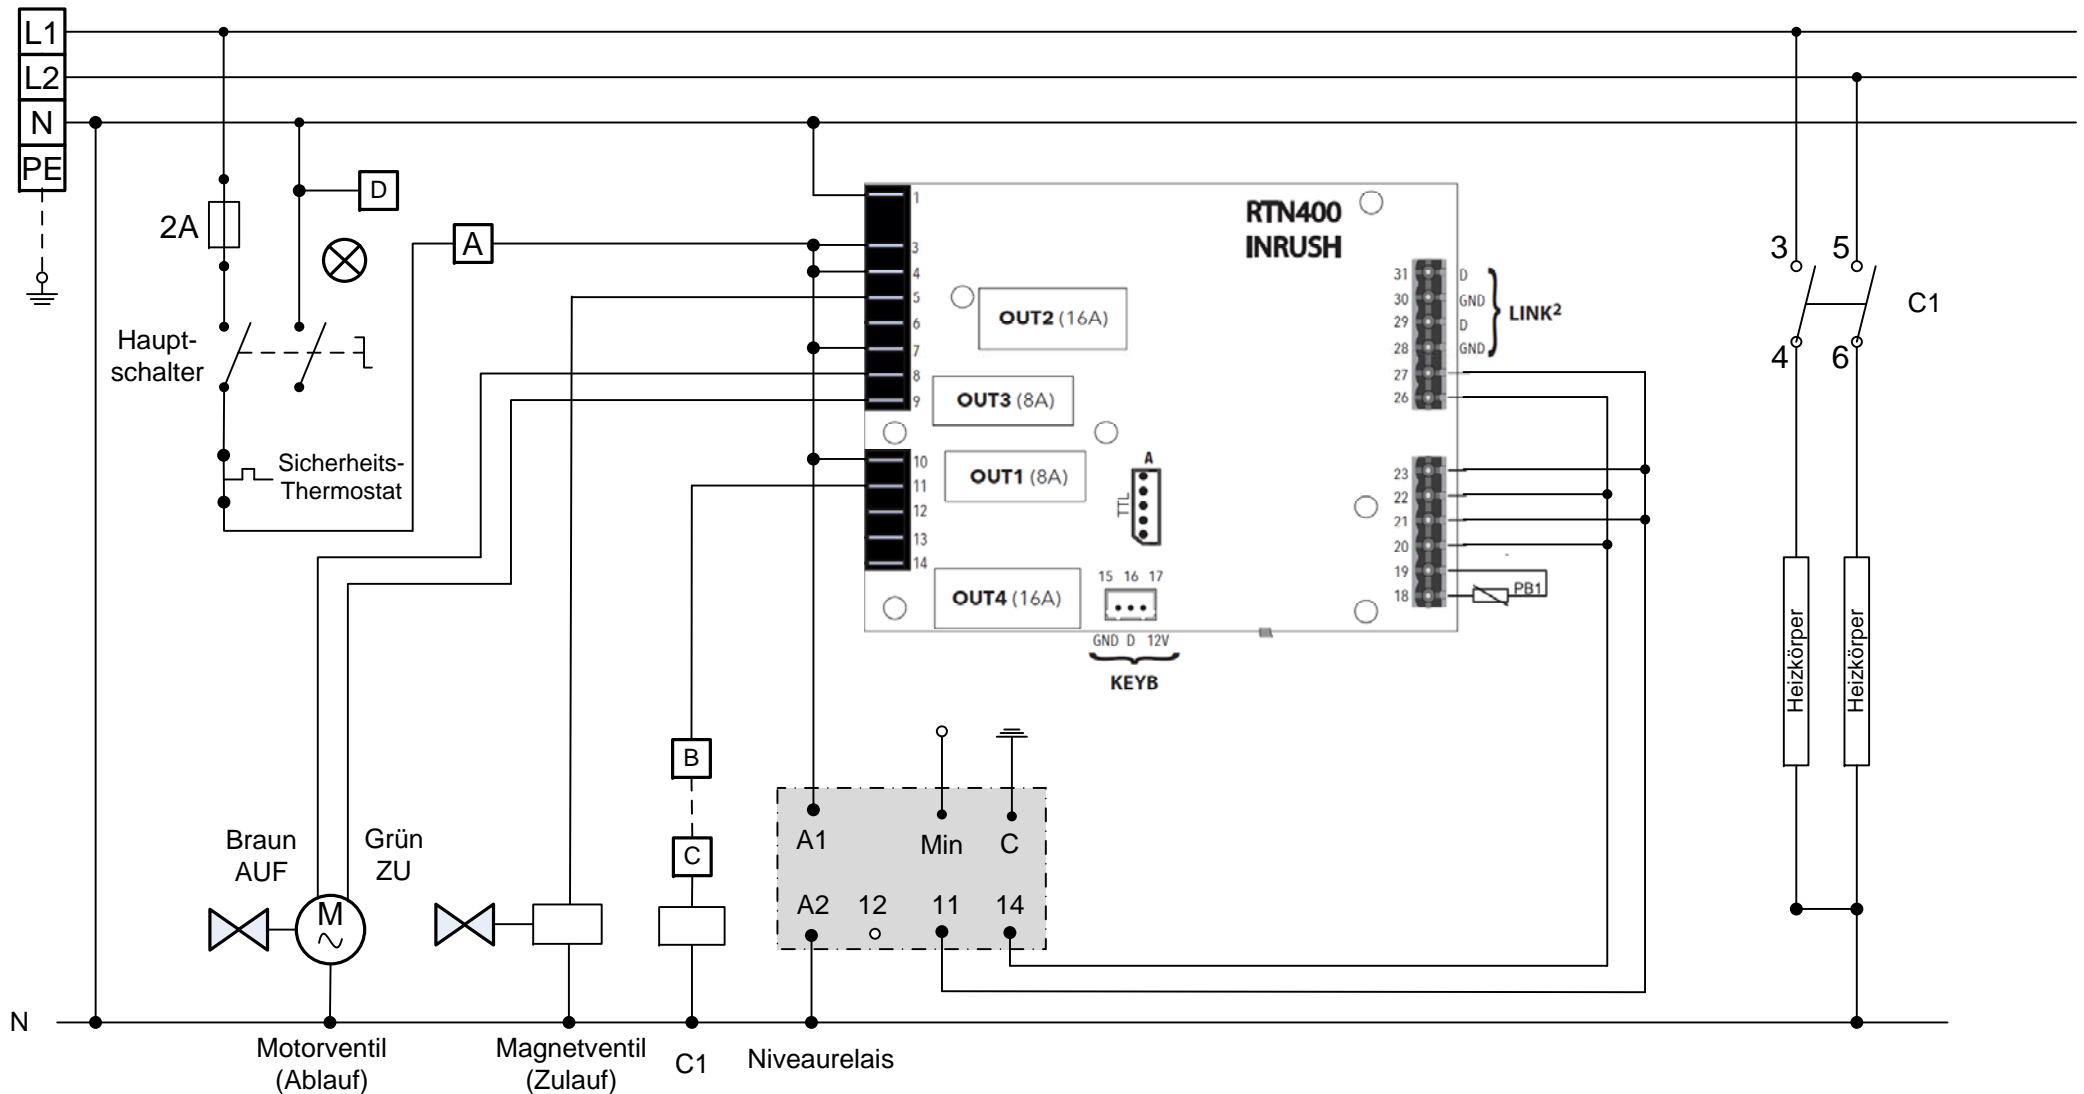 L1
L2
N
PE
2A
D
A
Haupt-
schalter
Sicherheits-
Thermostat
RTN400
INRUSH
1
3
4
5
6
7
8
9
10
11
12
13
14
OUT2 (16A)
OUT3 (8A)
OUT1 (8A)
OUT4 (16A)
A
TTL
15 16 17
GND D 12V
KEYB
31 D
30 GND
29 D
28 GND
LINK²
27
26
23
22
21
20
19
18
PB1
3 5
C1
4 6
Heizkörper
Heizkörper
B
C
Braun
AUF
Grün
ZU
M
A1 Min C
A2 12 11 14
N
Motorventil
(Ablauf)
Magnetventil
(Zulauf)
C1
Niveaurelais